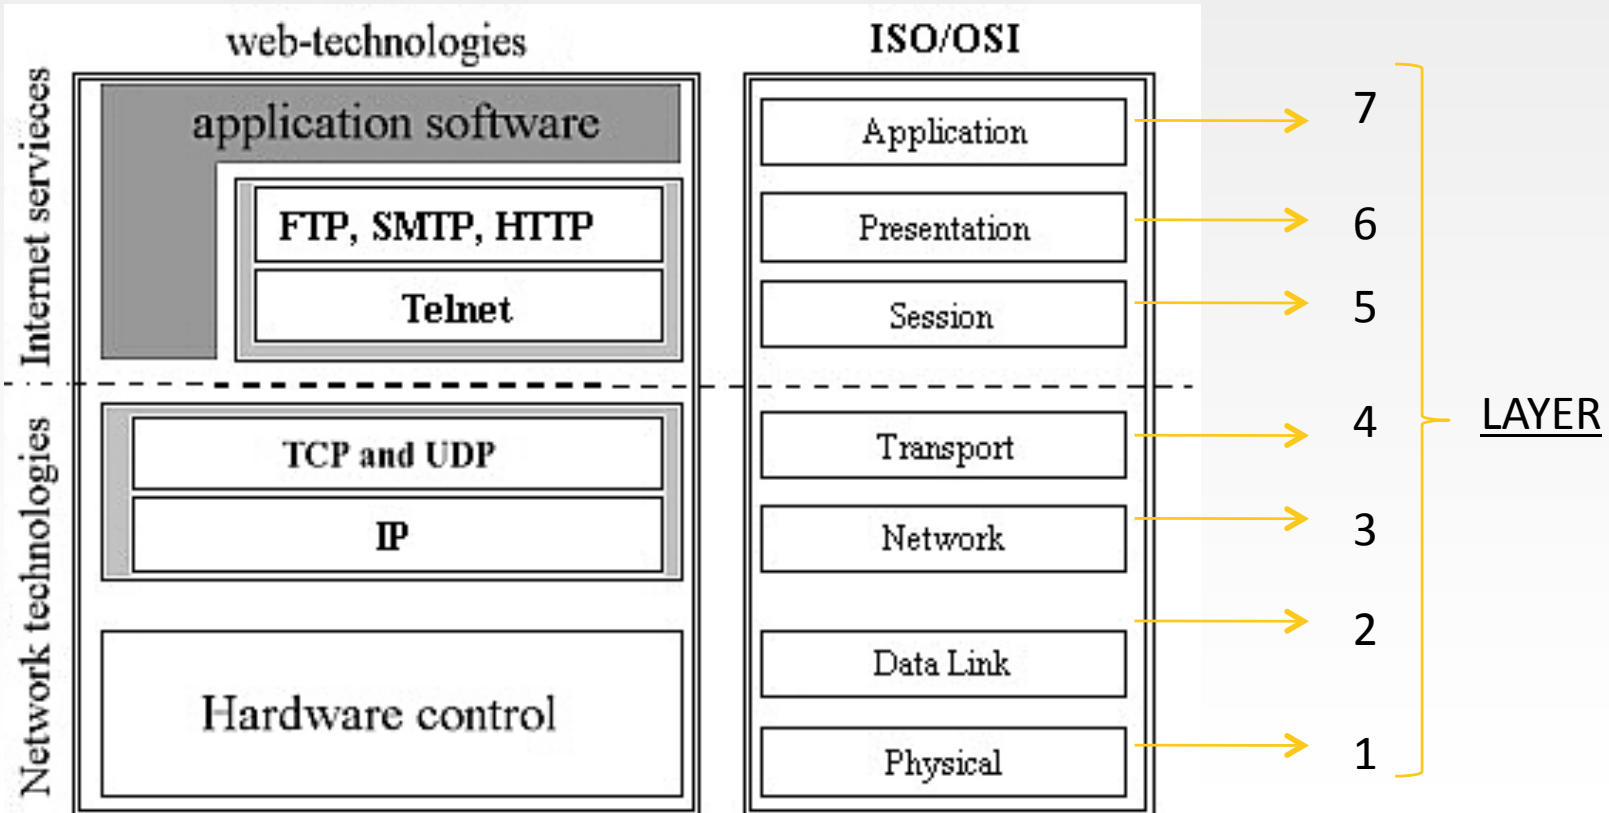 web-technologies
ISO/OSI
Internet servieces
application software
FTP, SMTP, HTTP
Telnet
Network technologies
TCP and UDP
IP
Hardware control
Application
Presentation
Session
Transport
Network
Data Link
Physical
7
6
5
4
3
2
1
LAYER